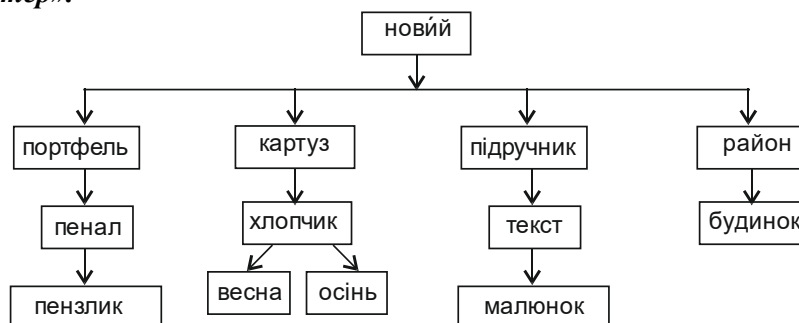 нови́й
портфель картуз підручник район
пенал хлопчик текст будинок
весна осінь
пензлик малюнок